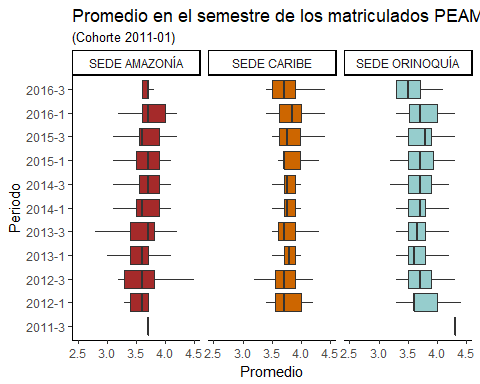 Promedio en el semestre de los matriculados PEAM
(Cohorte 2011-01)
SEDE AMAZONÍA SEDE CARIBE SEDE ORINOQUÍA
2016-3
2016-1
2015-3
2015-1
2014-3
2014-1
2013-3
2013-1
2012-3
2012-1
2011-3
Periodo
2.5 3.0 3.5 4.0 4.5 2.5 3.0 3.5 4.0 4.5 2.5 3.0 3.5 4.0 4.5
Promedio